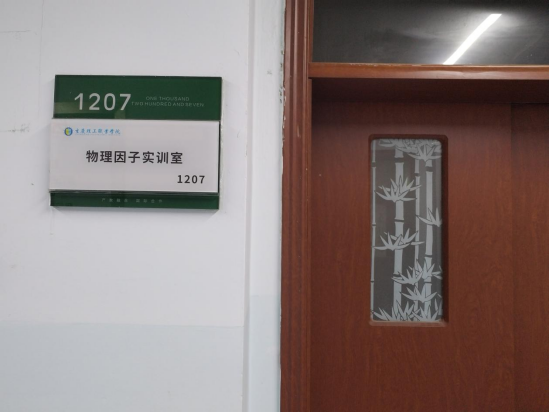 1207
ONE THOUSAND
TWO HUNDRED AND SEVEN
物理因子实训室
1207